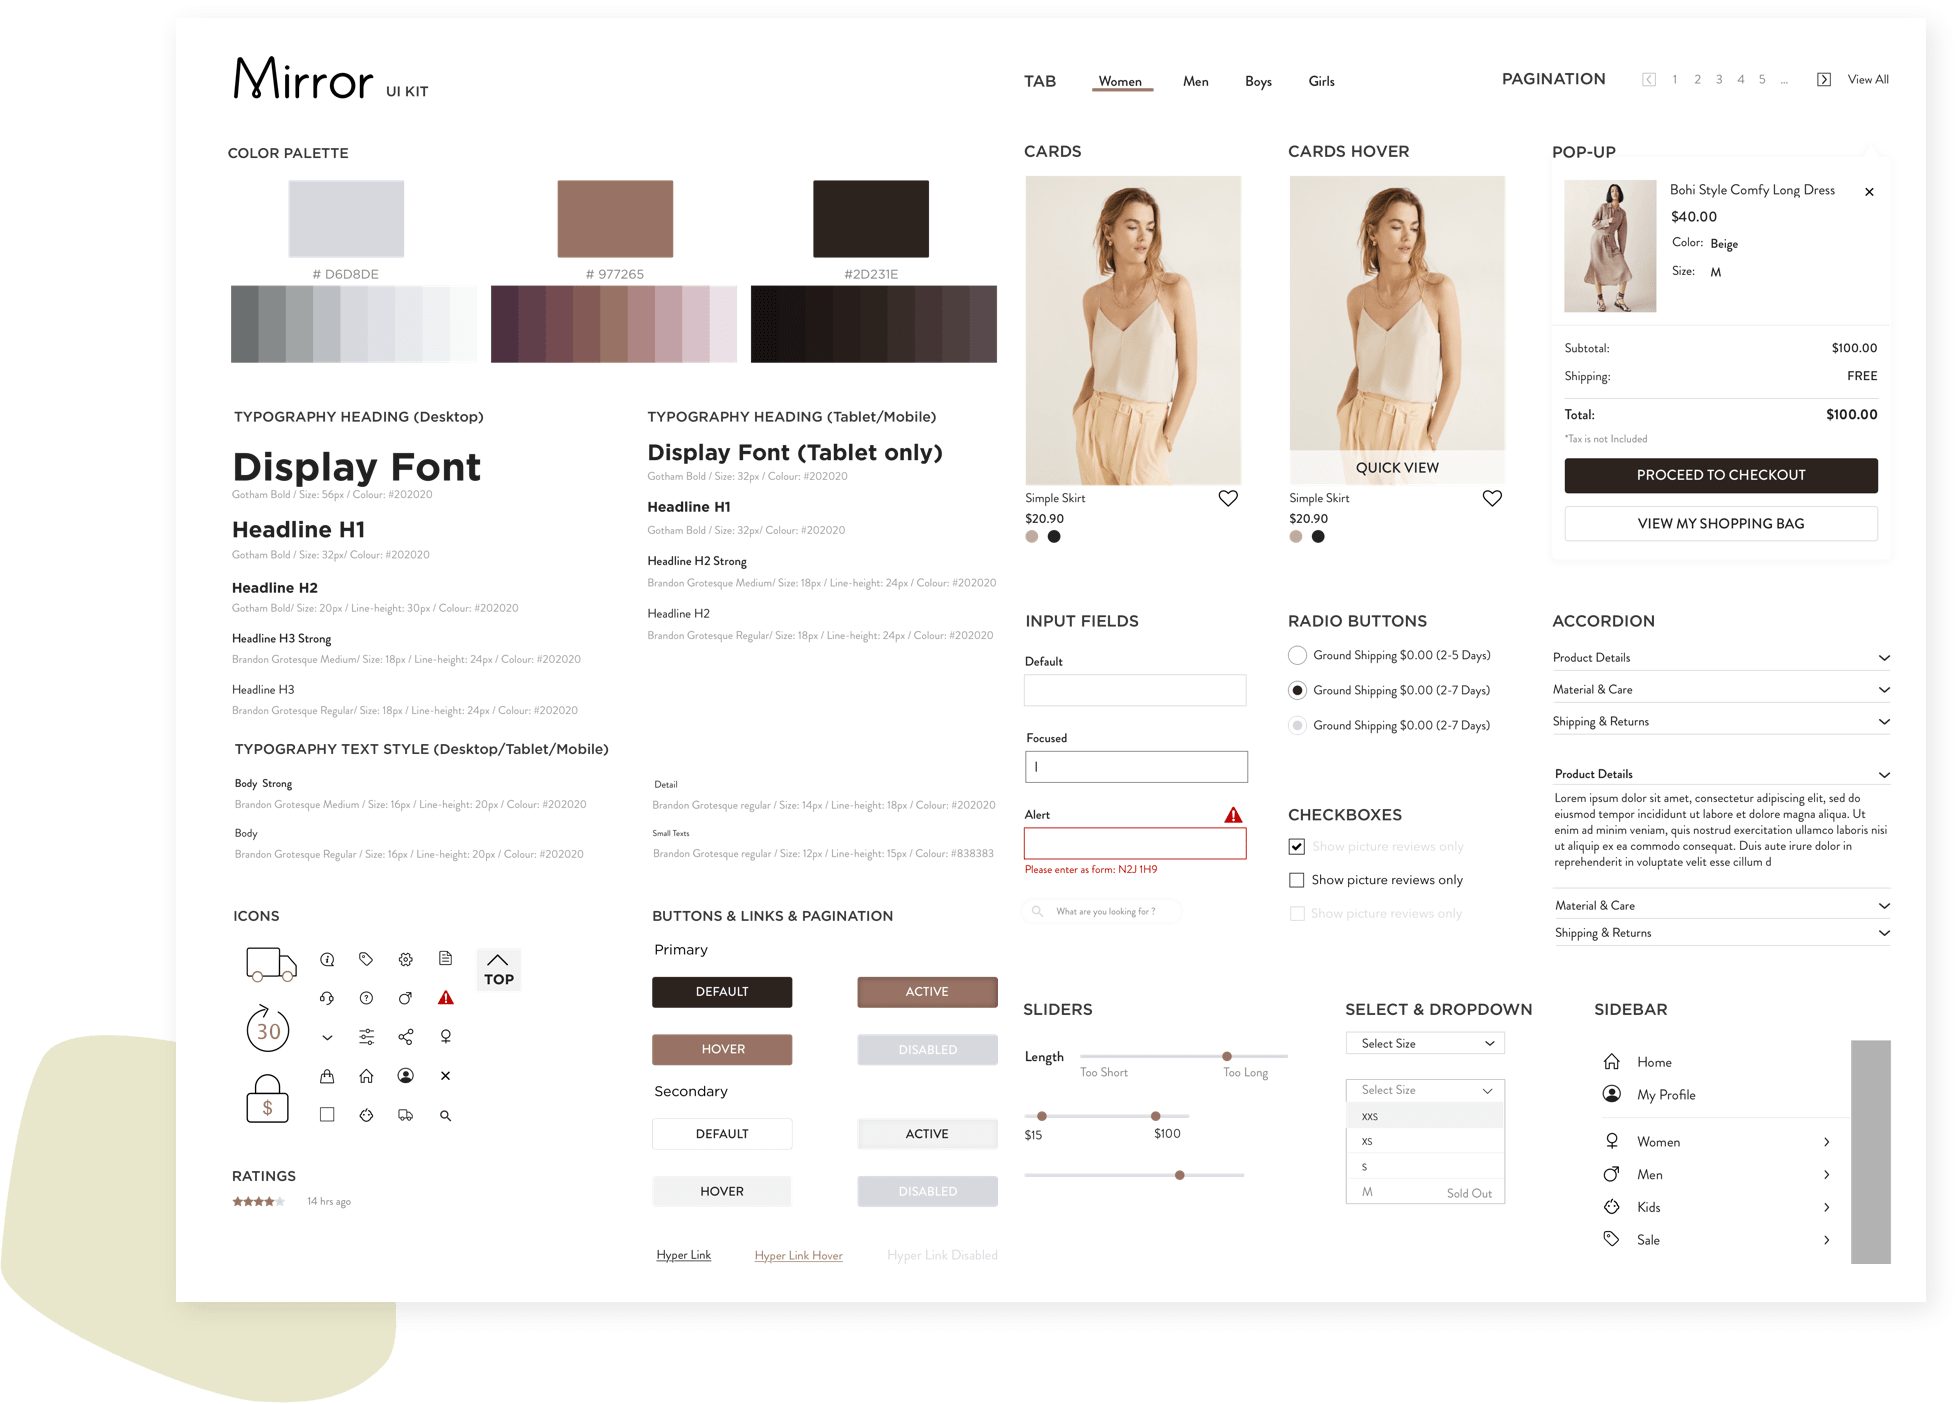 Mirror UI KIT
TAB
Women Men Boys Girls
PAGINATION
1 2 3 4 5 ... View All
COLOR PALETTE
# D6D8DE
# 977265
#2D231E
TYPOGRAPHY HEADING (Desktop)
Display Font
Gotham Bold / Size: 56px / Colour: #202020
Headline H1
Gotham Bold / Size: 32px/ Colour: #202020
Headline H2
Gotham Bold/ Size: 20px / Line-height: 30px / Colour: #202020
Headline H3 Strong
Brandon Grotesque Medium/ Size: 18px / Line-height: 24px / Colour: #202020
Headline H3
Brandon Grotesque Regular/ Size: 18px / Line-height: 24px / Colour: #202020
TYPOGRAPHY HEADING (Tablet/Mobile)
Display Font (Tablet only)
Gotham Bold / Size: 32px / Colour: #202020
Headline H1
Gotham Bold / Size: 32px/ Colour: #202020
Headline H2 Strong
Brandon Grotesque Medium/ Size: 18px / Line-height: 24px / Colour: #202020
Headline H2
Brandon Grotesque Regular/ Size: 18px / Line-height: 24px / Colour: #202020
TYPOGRAPHY TEXT STYLE (Desktop/Tablet/Mobile)
Body Strong
Brandon Grotesque Medium / Size: 16px / Line-height: 20px / Colour: #202020
Body
Brandon Grotesque Regular / Size: 16px / Line-height: 20px / Colour: #202020
Detail
Brandon Grotesque regular / Size: 14px / Line-height: 18px / Colour: #202020
Small Texts
Brandon Grotesque regular / Size: 12px / Line-height: 15px / Colour: #838383
ICONS
TOP
30
$
RATINGS
14 hrs ago
BUTTONS & LINKS & PAGINATION
Primary
DEFAULT
ACTIVE
HOVER
DISABLED
Secondary
DEFAULT
ACTIVE
HOVER
DISABLED
Hyper Link
Hyper Link Hover
Hyper Link Disabled
CARDS
Simple Skirt
$20.90
CARDS HOVER
QUICK VIEW
Simple Skirt
$20.90
POP-UP
Bohi Style Comfy Long Dress
$40.00
Color: Beige
Size: M
Subtotal: $100.00
Shipping: FREE
Total: $100.00
*Tax is not Included
PROCEED TO CHECKOUT
VIEW MY SHOPPING BAG
INPUT FIELDS
Default
Focused
Alert
Please enter as form: N2J 1H9
What are you looking for ?
RADIO BUTTONS
Ground Shipping $0.00 (2-5 Days)
Ground Shipping $0.00 (2-7 Days)
Ground Shipping $0.00 (2-7 Days)
CHECKBOXES
Show picture reviews only
Show picture reviews only
Show picture reviews only
ACCORDION
Product Details
Material & Care
Shipping & Returns
Product Details
Lorem ipsum dolor sit amet, consectetur adipiscing elit, sed do
eiusmod tempor incididunt ut labore et dolore magna aliqua. Ut
enim ad minim veniam, quis nostrud exercitation ullamco laboris nisi
ut aliquip ex ea commodo consequat. Duis aute irure dolor in
reprehenderit in voluptate velit esse cillum d
Material & Care
Shipping & Returns
SLIDERS
Length
Too Short Too Long
$15 $100
SELECT & DROPDOWN
Select Size
Select Size
XXS
XS
S
M Sold Out
SIDEBAR
Home
My Profile
Women
Men
Kids
Sale